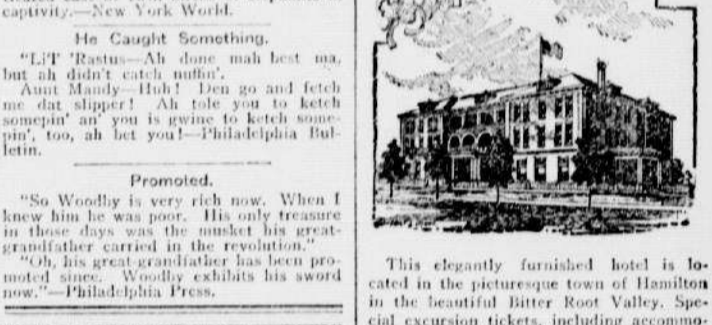 captivity.—New York World.
He Caught Something.
"Li'l' 'Rastus—Ah done mah best ma,
but ah didn't catch nuffin'.
Aunt Mandy—Huh! Den go and fetch
me dat slipper! Ah tole you to ketch
somepin' an' you is gwine to ketch some-
pin', too, ah bet you!—Philadelphia Bul-
letin.
Promoted.
"So Woodby is very rich now. When I
knew him he was poor. His only treasure
in those days was the musket his great-
grandfather carried in the revolution."
"Oh, his great-grandfather has been pro-
moted since. Woodby exhibits his sword
now."—Philadelphia Press.
This elegantly furnished hotel is lo-
cated in the picturesque town of Hamilton
in the beautiful Bitter Root Valley. Spe-
cial excursion tickets, including accommo-